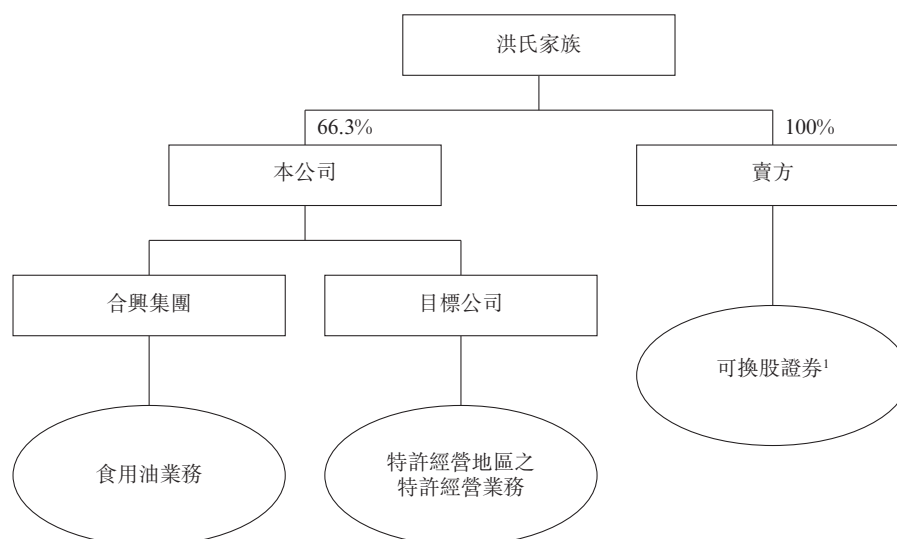 洪氏家族
66.3%
100%
本公司
賣方
合興集團
目標公司
可換股證券¹
食用油業務
特許經營地區之
特許經營業務